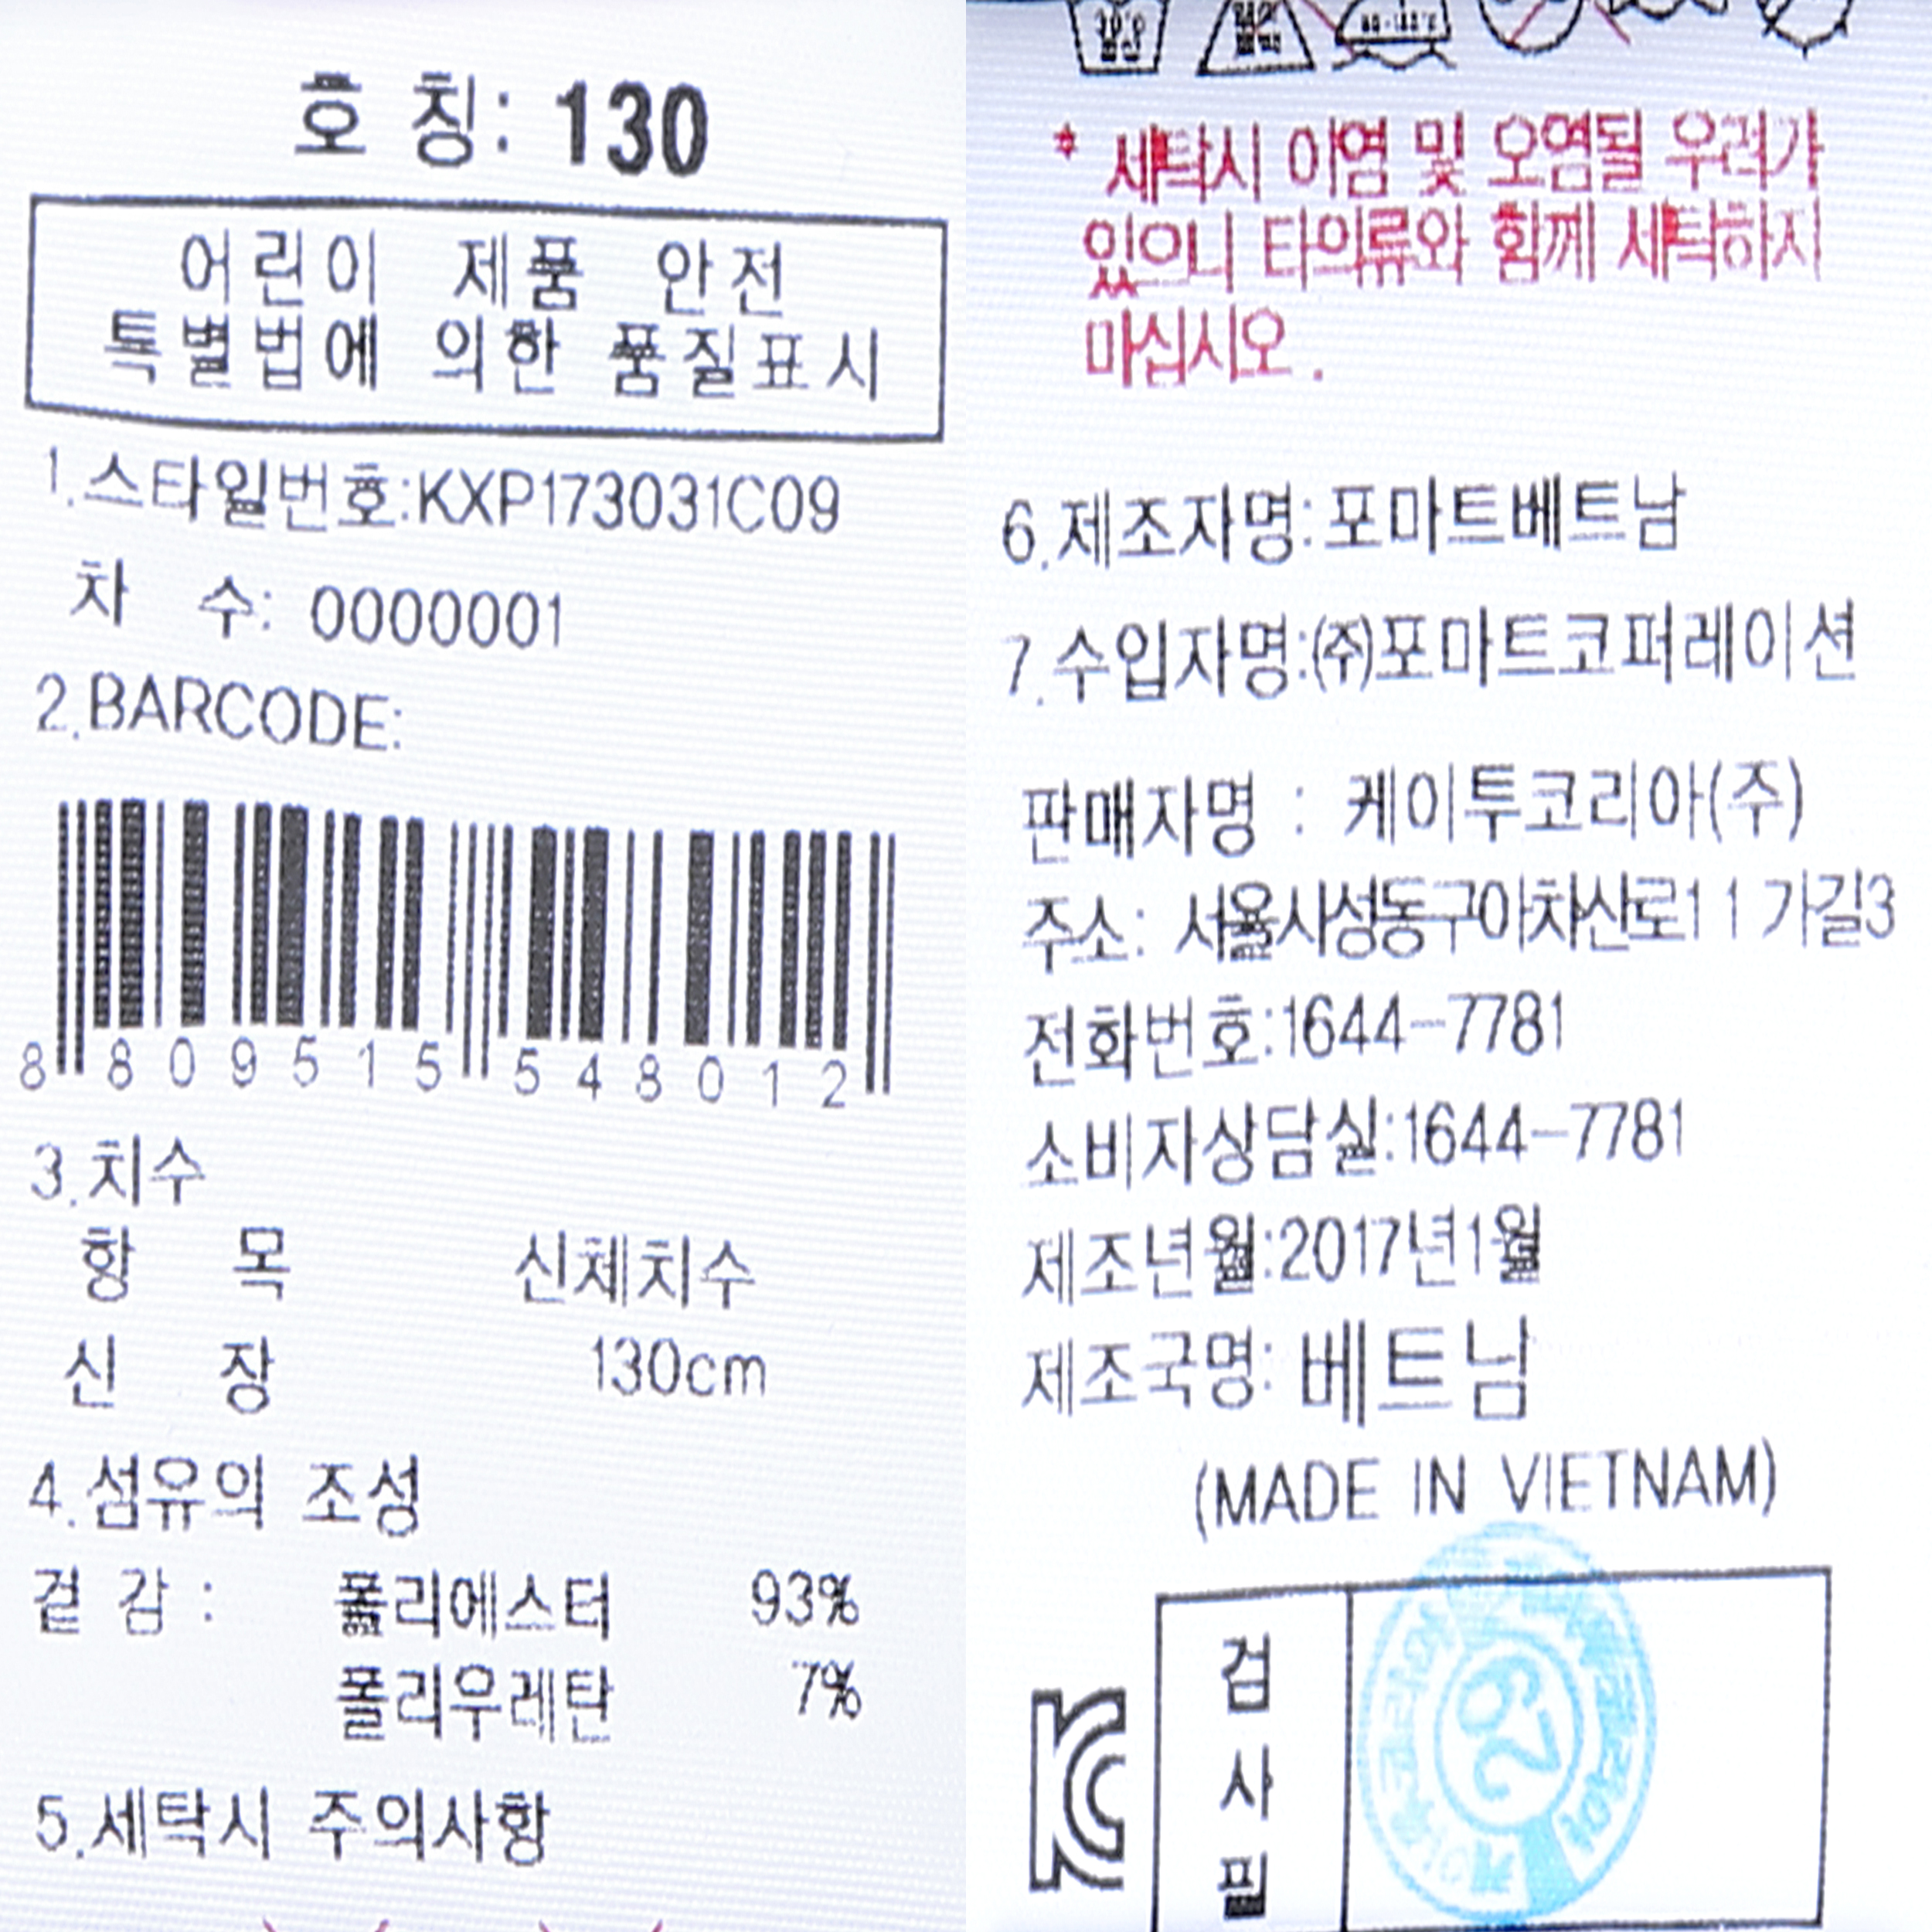 호 칭: 130
어린이 제품 안전
특별법에 의한 품질표시
1.스타일번호:KXP173031C09
차 수: 0000001
2.BARCODE:
8 809515 548012
3.치수
항 목 신체치수
신 장 130cm
4.섬유의 조성
겉 감 : 폴리에스터 93%
폴리우레탄 7%
5.세탁시 주의사항
* 세탁시 이염 및 오염될 우려가
있으니 타의류와 함께 세탁하지
마십시오.
6.제조자명:포마트베트남
7.수입자명:㈜포마트코퍼레이션
판매자명 : 케이투코리아(주)
주소: 서울시성동구아차산로11가길3
전화번호:1644-7781
소비자상담실:1644-7781
제조년월:2017년1월
제조국명: 베트남
(MADE IN VIETNAM)
KC
검
사
필
26